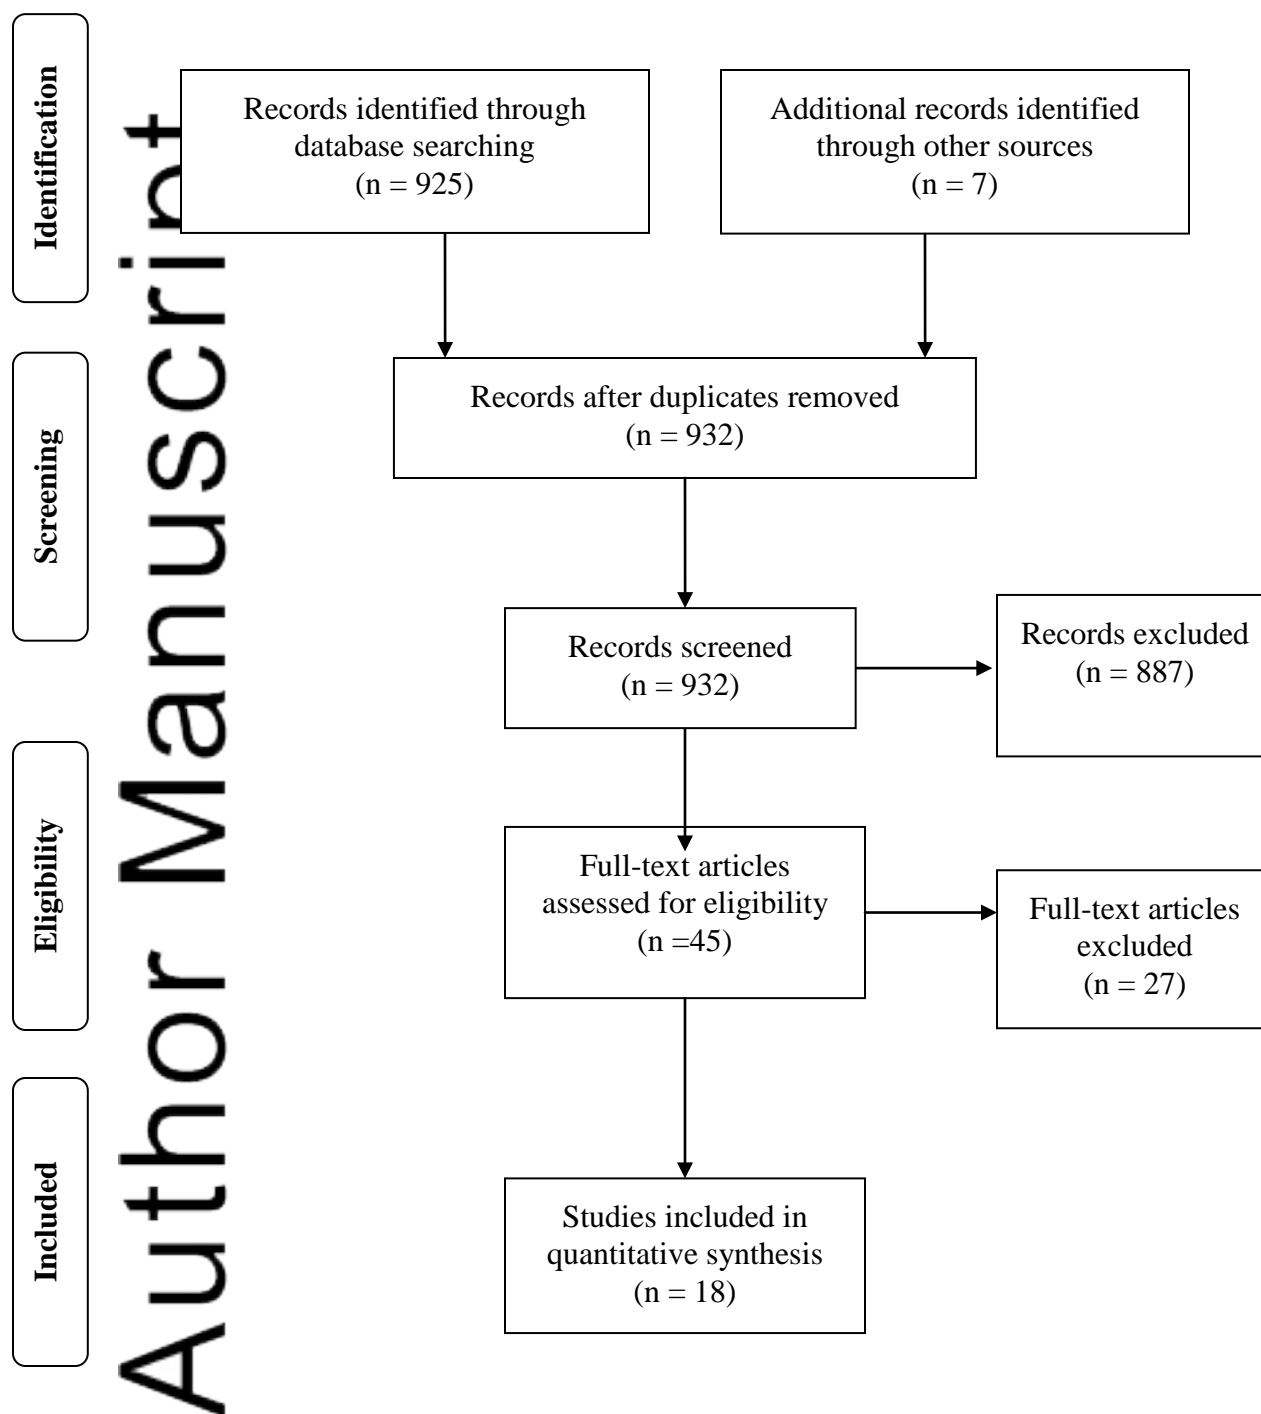 Identification
Records identified through
database searching
(n = 925)
Additional records identified
through other sources
(n = 7)
Screening
Records after duplicates removed
(n = 932)
Records screened
(n = 932)
Records excluded
(n = 887)
Eligibility
Full-text articles
assessed for eligibility
(n =45)
Full-text articles
excluded
(n = 27)
Included
Studies included in
quantitative synthesis
(n = 18)
Author Manuscript